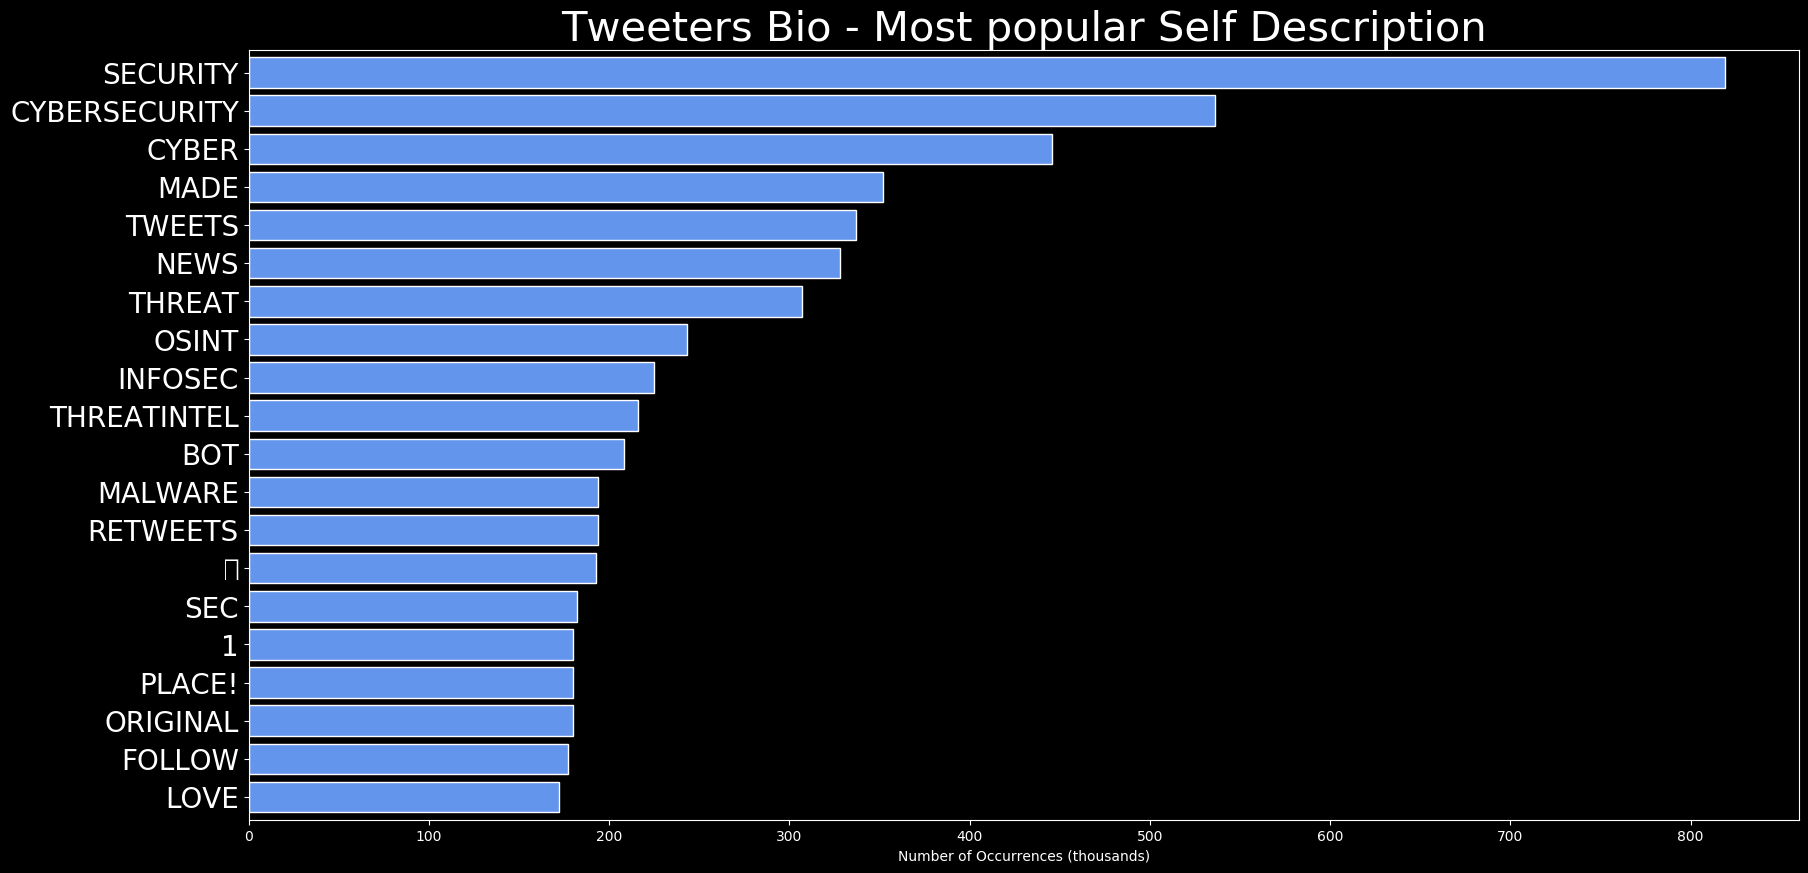 Tweeters Bio - Most popular Self Description
SECURITY
CYBERSECURITY
CYBER
MADE
TWEETS
NEWS
THREAT
OSINT
INFOSEC
THREATINTEL
BOT
MALWARE
RETWEETS
SEC
1
PLACE!
ORIGINAL
FOLLOW
LOVE
0 100 200 300 400 500 600 700 800
Number of Occurrences (thousands)